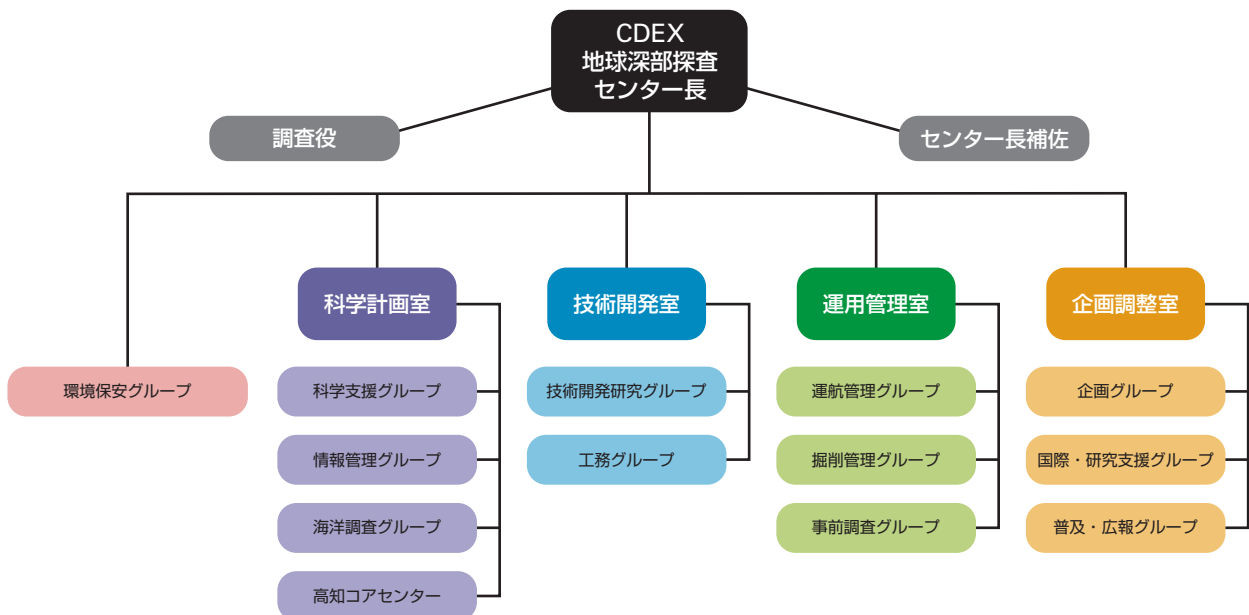 CDEX
地球深部探査
センター長
調査役
センター長補佐
科学計画室
技術開発室
運用管理室
企画調整室
環境保安グループ
科学支援グループ
技術開発研究グループ
運航管理グループ
企画グループ
情報管理グループ
工務グループ
掘削管理グループ
国際・研究支援グループ
海洋調査グループ
事前調査グループ
普及・広報グループ
高知コアセンター